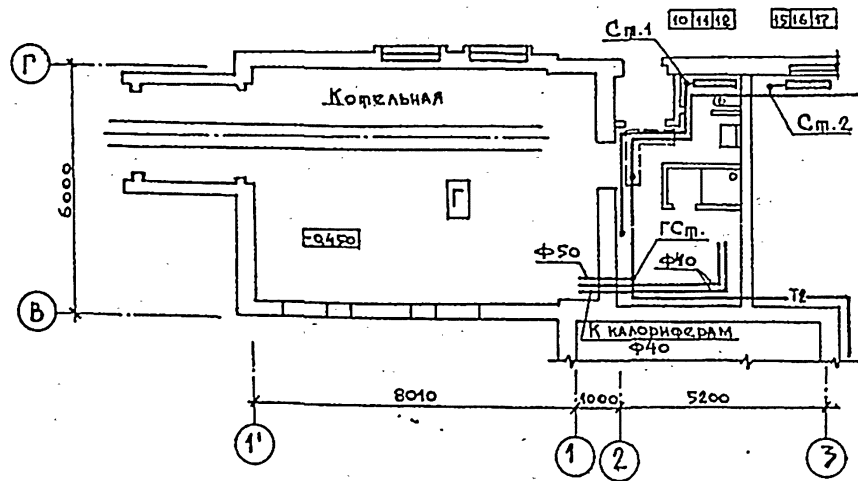 10 11 12
15 16 17
Ст.1
Г
Котельная
Ст.2
6000
Г
-0,450
ГСт.
Ф50
Ф40
Т2
В
К калориферам
Ф40
8010
1000
5200
1'
1
2
3